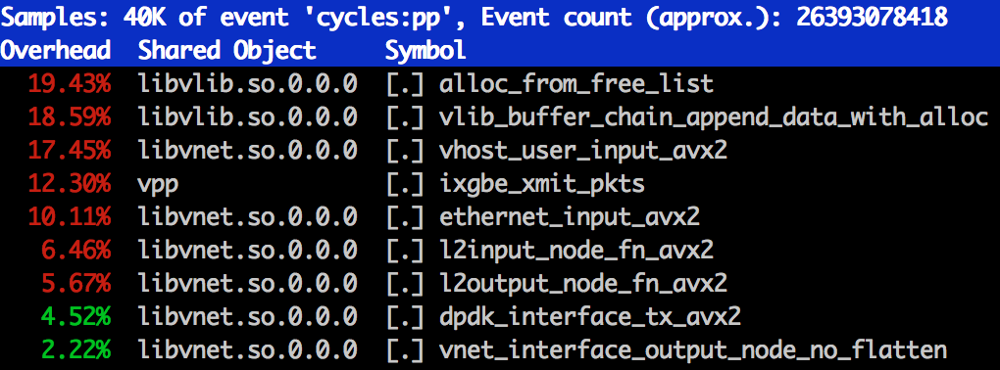 Samples: 40K of event 'cycles:pp', Event count (approx.): 26393078418
Overhead  Shared Object     Symbol
19.43%  libvlib.so.0.0.0  [.] alloc_from_free_list
18.59%  libvlib.so.0.0.0  [.] vlib_buffer_chain_append_data_with_alloc
17.45%  libvnet.so.0.0.0  [.] vhost_user_input_avx2
12.30%  vpp               [.] ixgbe_xmit_pkts
10.11%  libvnet.so.0.0.0  [.] ethernet_input_avx2
6.46%  libvnet.so.0.0.0  [.] l2input_node_fn_avx2
5.67%  libvnet.so.0.0.0  [.] l2output_node_fn_avx2
4.52%  libvnet.so.0.0.0  [.] dpdk_interface_tx_avx2
2.22%  libvnet.so.0.0.0  [.] vnet_interface_output_node_no_flatten